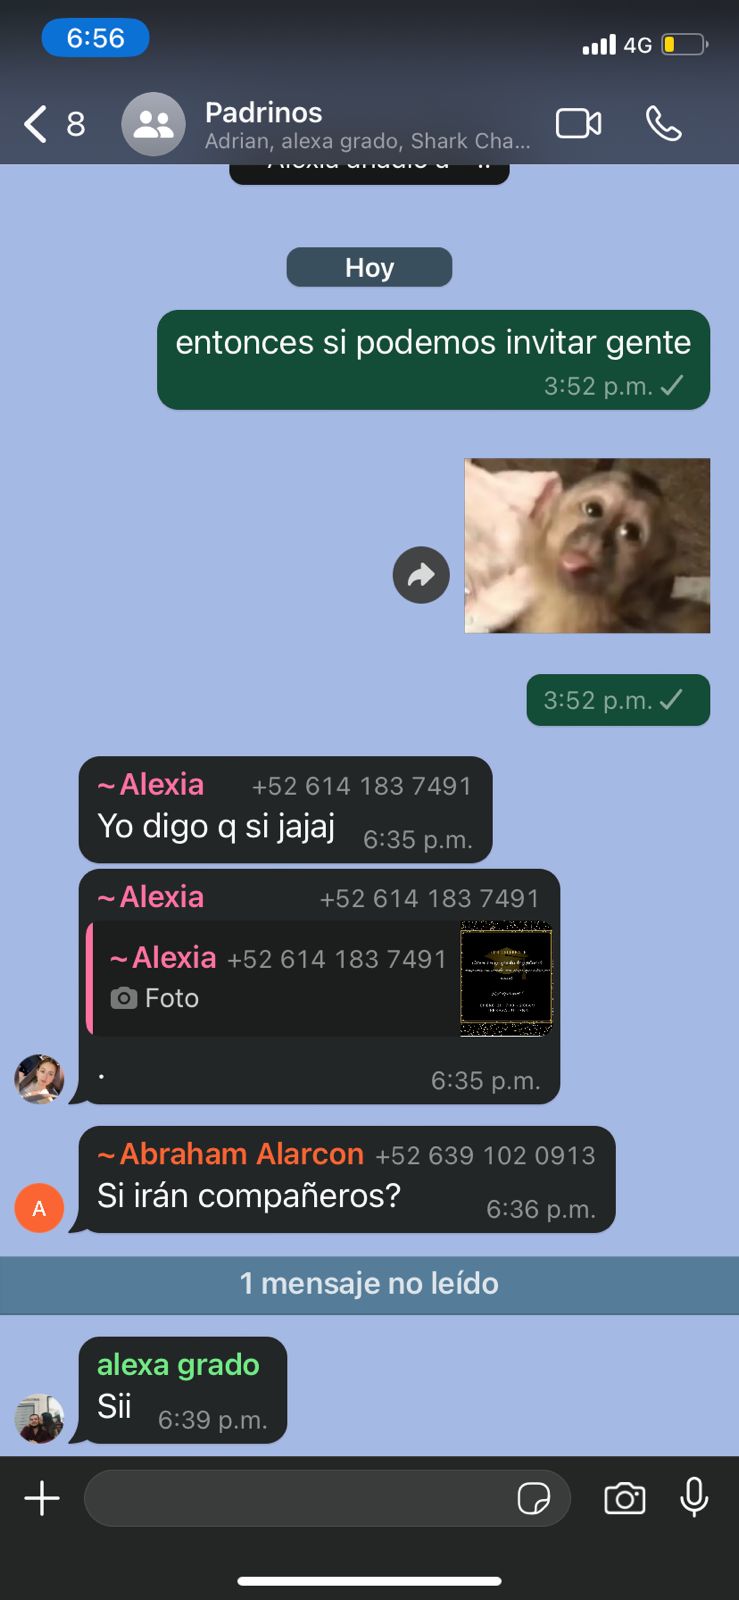 6:56
4G
8
Padrinos
Adrian, alexa grado, Shark Cha...
Hoy
entonces si podemos invitar gente
3:52 p.m.
3:52 p.m.
~Alexia +52 614 183 7491
Yo digo q si jajaj 6:35 p.m.
~Alexia +52 614 183 7491
~Alexia +52 614 183 7491
Foto
.
6:35 p.m.
~Abraham Alarcon +52 639 102 0913
A
Si irán compañeros?
6:36 p.m.
1 mensaje no leído
alexa grado
Sii 6:39 p.m.